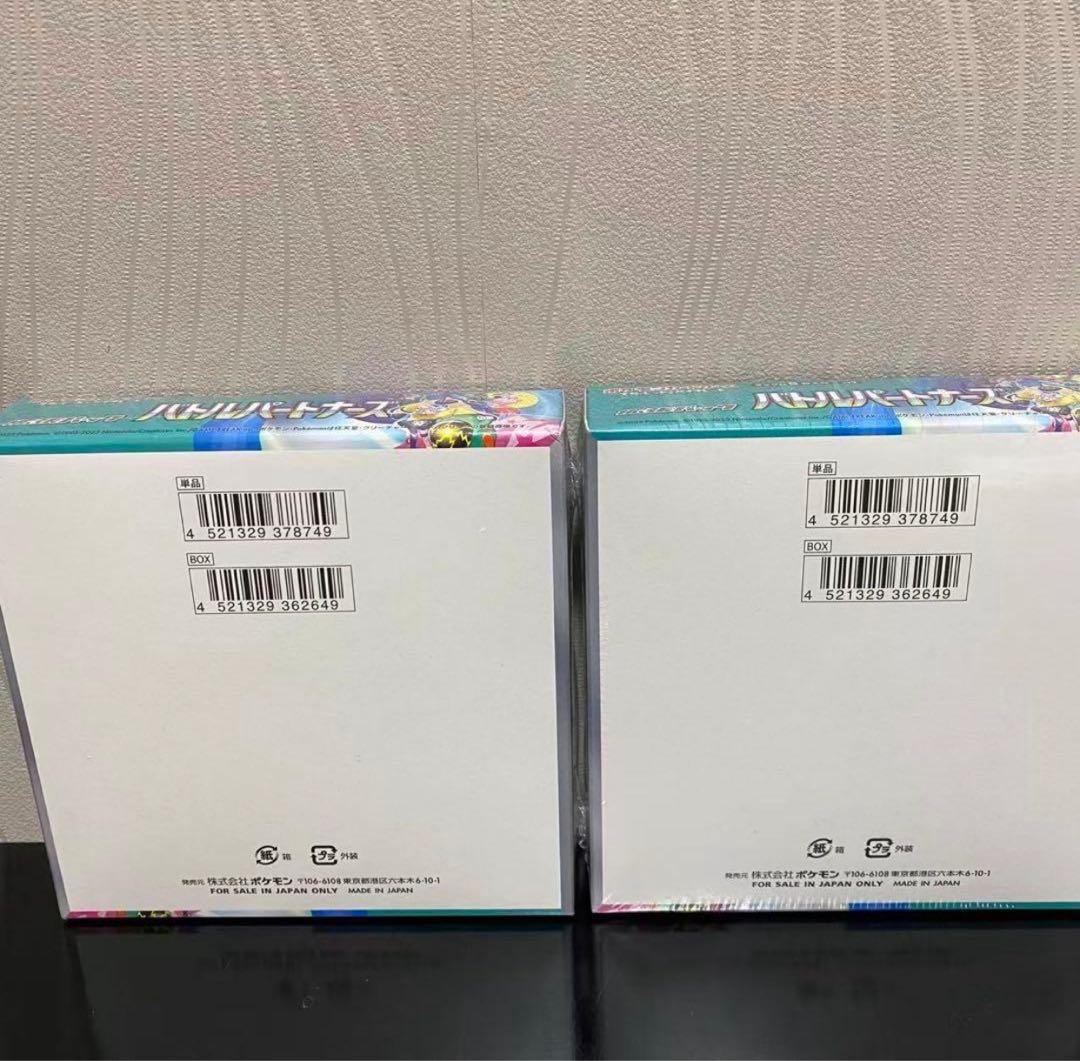 バトルパートナーズ
単品
4 521329 378749
BOX
4 521329 362649
紙 箱 プラ 外装
発売元 株式会社ポケモン 〒106-6108 東京都港区六本木6-10-1
FOR SALE IN JAPAN ONLY MADE IN JAPAN
バトルパートナーズ
単品
4 521329 378749
BOX
4 521329 362649
紙 箱 プラ 外装
発売元 株式会社ポケモン 〒106-6108 東京都港区六本木6-10-1
FOR SALE IN JAPAN ONLY MADE IN JAPAN